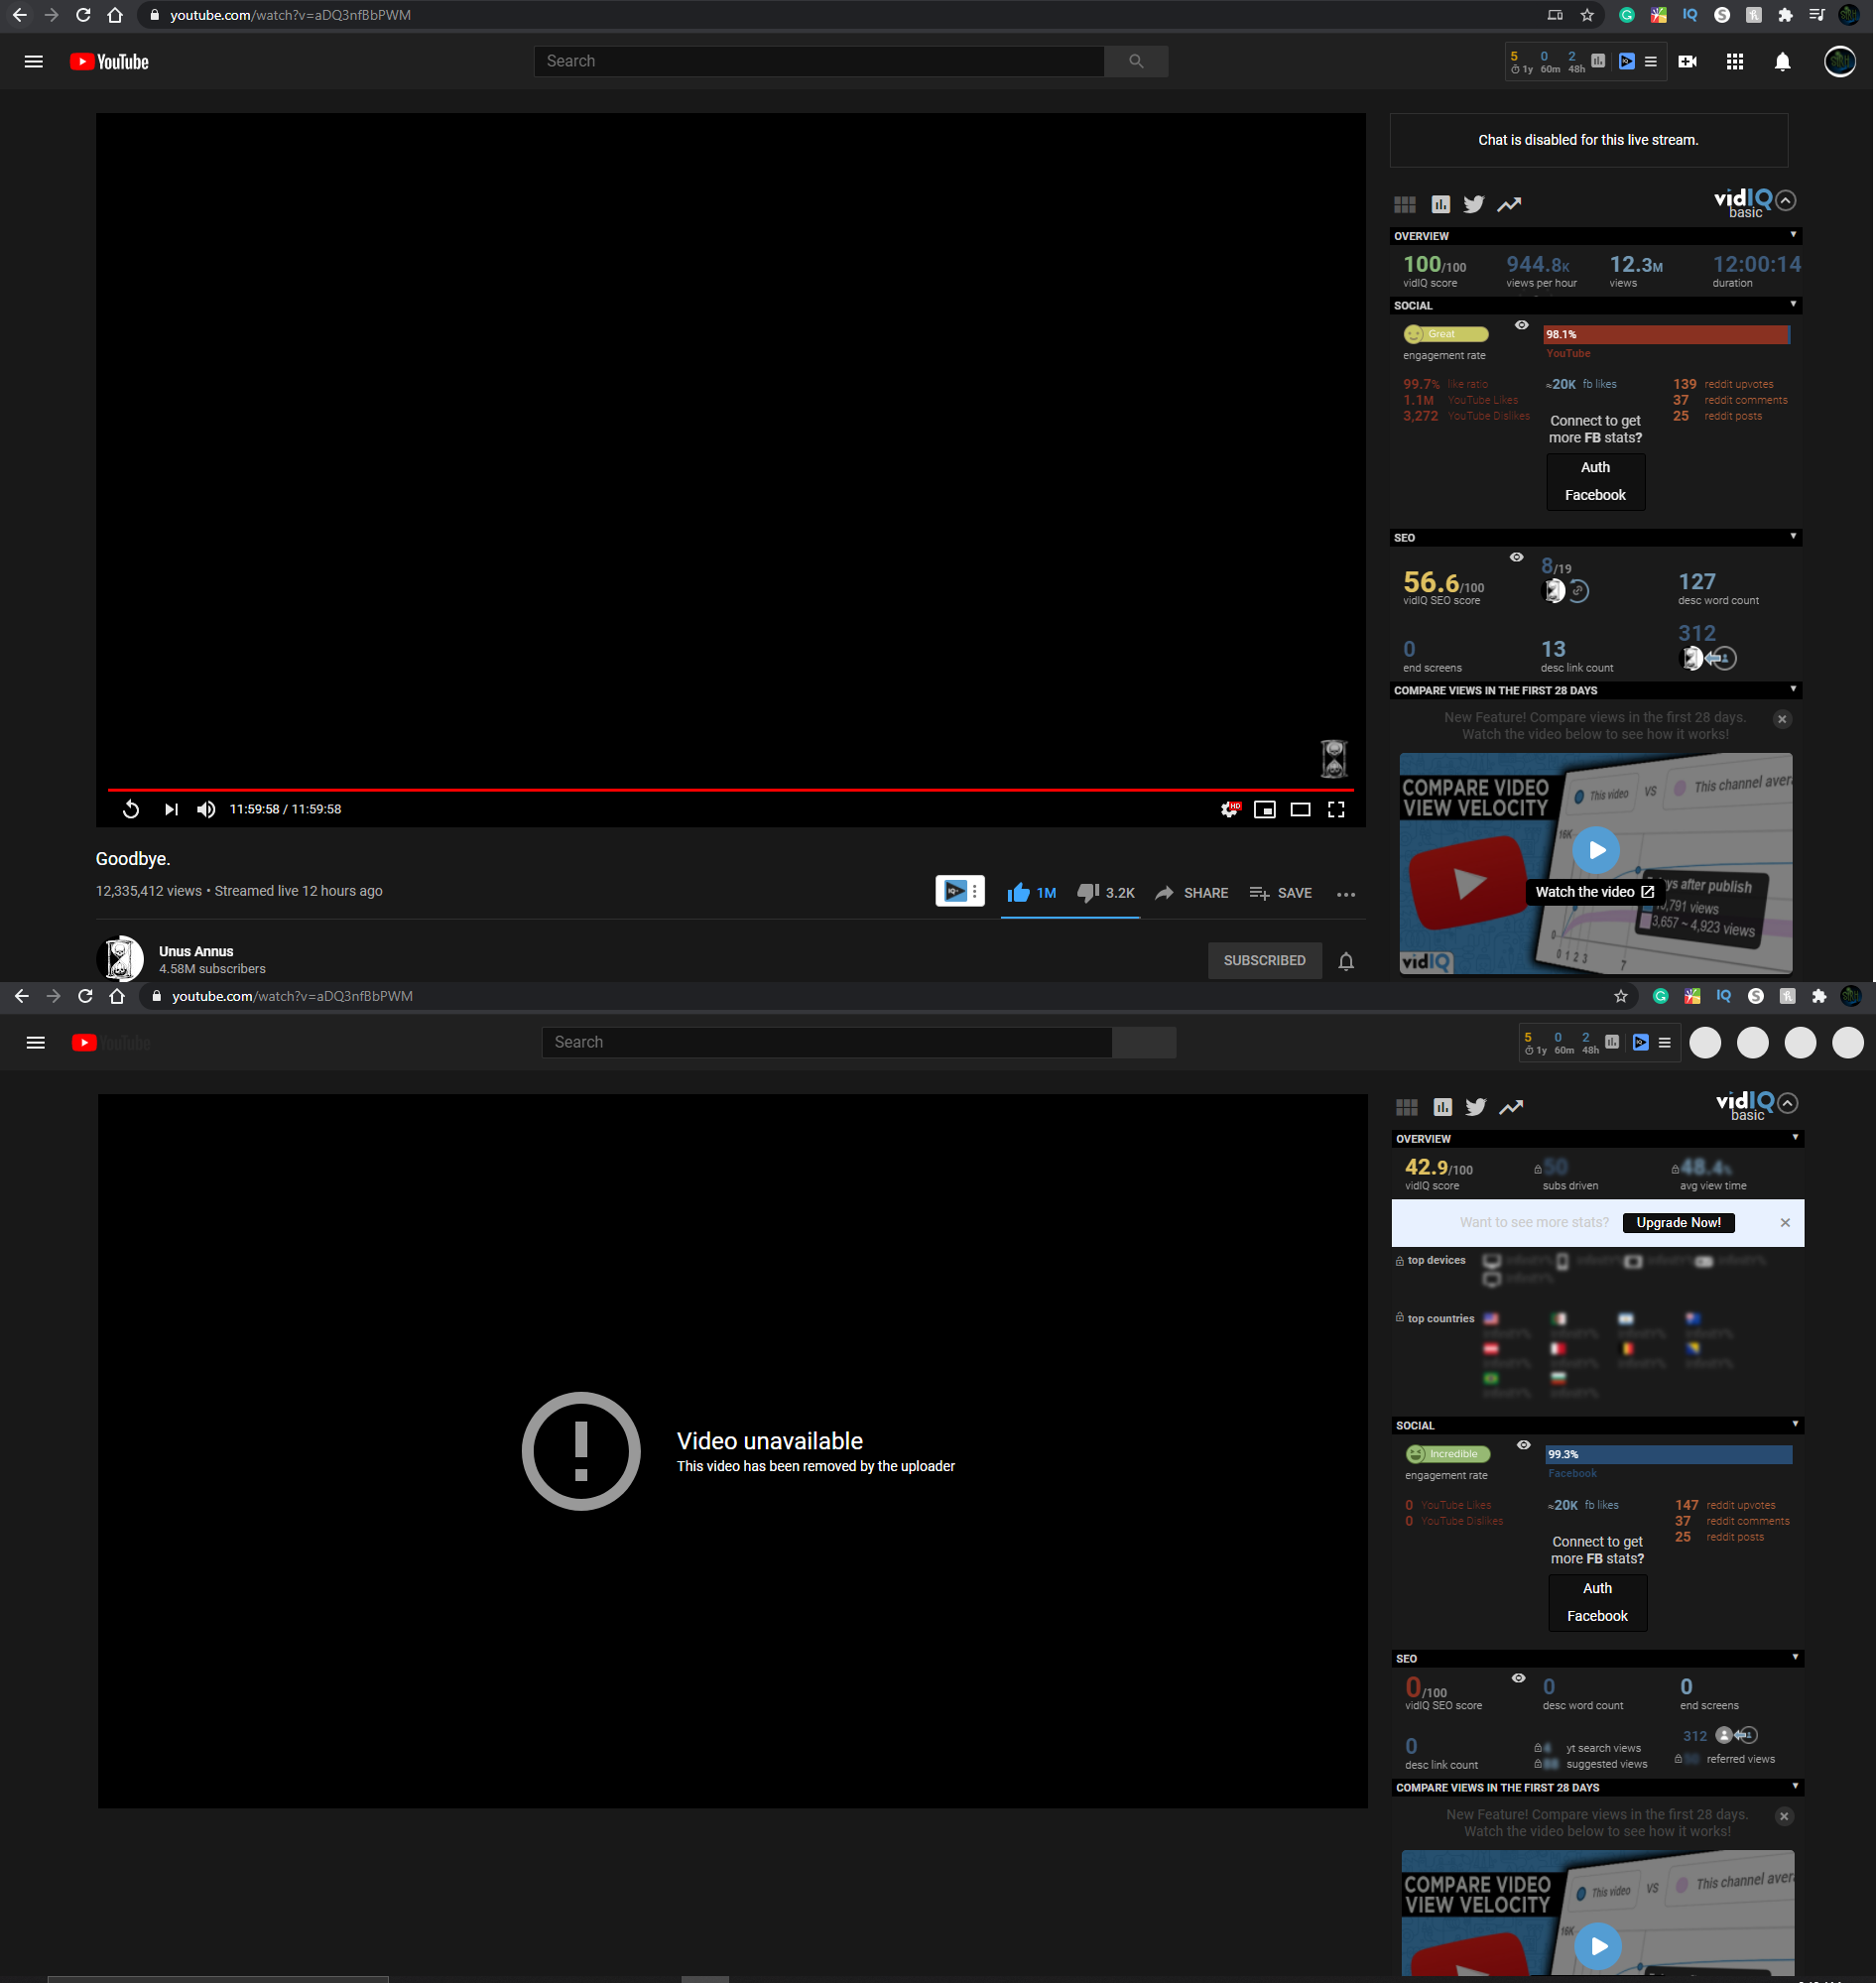 youtube.com/watch?v=aDQ3nfBbPWM
YouTube
Search
5 0 2
1y 60m 48h
Chat is disabled for this live stream.
vidIQ
basic
OVERVIEW
100/100 944.8K 12.3M 12:00:14
vidIQ score views per hour views duration
SOCIAL
Great 98.1%
engagement rate YouTube
99.7% like ratio ≈20K fb likes 139 reddit upvotes
1.1M YouTube Likes 37 reddit comments
3,272 YouTube Dislikes 25 reddit posts
Connect to get
more FB stats?
Auth
Facebook
SEO
56.6/100 8/19 127
vidIQ SEO score desc word count
312
0 13
end screens desc link count
COMPARE VIEWS IN THE FIRST 28 DAYS
New Feature! Compare views in the first 28 days.
Watch the video below to see how it works!
COMPARE VIDEO
VIEW VELOCITY
This video VS This channel avera
16K
Watch the video
ys after publish
,791 views
3,657 ~ 4,923 views
0
0 1 2 3 7
vidIQ
11:59:58 / 11:59:58
HD
Goodbye.
12,335,412 views • Streamed live 12 hours ago
IQ 1M 3.2K SHARE SAVE
Unus Annus
4.58M subscribers
SUBSCRIBED
youtube.com/watch?v=aDQ3nfBbPWM
YouTube
Search
5 0 2
1y 60m 48h
vidIQ
basic
OVERVIEW
42.9/100 50 48.4%
vidIQ score subs driven avg view time
Want to see more stats? Upgrade Now!
top devices
top countries
Video unavailable
This video has been removed by the uploader
SOCIAL
Incredible 99.3%
engagement rate Facebook
0 YouTube Likes ≈20K fb likes 147 reddit upvotes
0 YouTube Dislikes 37 reddit comments
25 reddit posts
Connect to get
more FB stats?
Auth
Facebook
SEO
0/100 0 0
vidIQ SEO score desc word count end screens
312
0 yt search views
desc link count suggested views referred views
COMPARE VIEWS IN THE FIRST 28 DAYS
New Feature! Compare views in the first 28 days.
Watch the video below to see how it works!
COMPARE VIDEO
VIEW VELOCITY
This video VS This channel aver
16K